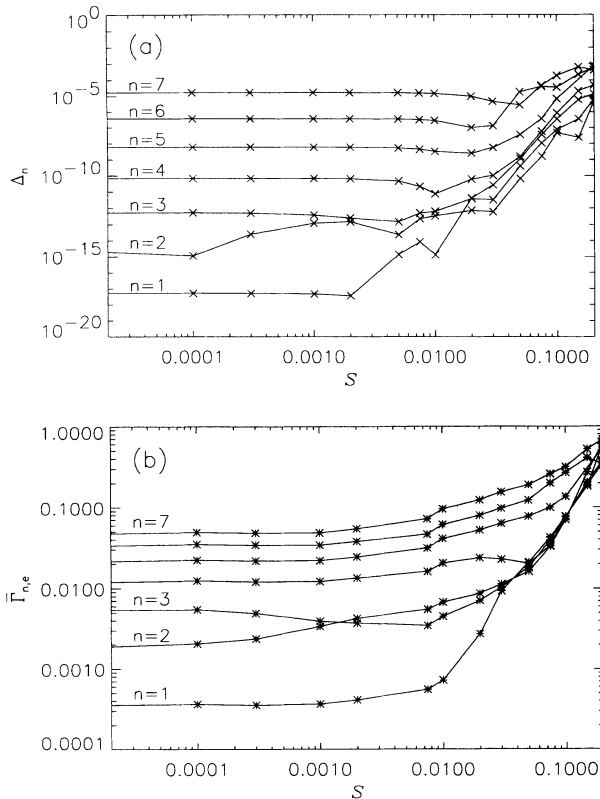 10^0
(a)
n=7
10^-5
n=6
n=5
Δ_n
10^-10
n=4
n=3
n=2
10^-15
n=1
10^-20
0.0001 0.0010 0.0100 0.1000
S
1.0000
(b)
0.1000
n=7
Γ̄_n,e
0.0100
n=3
n=2
0.0010
n=1
0.0001
0.0001 0.0010 0.0100 0.1000
S